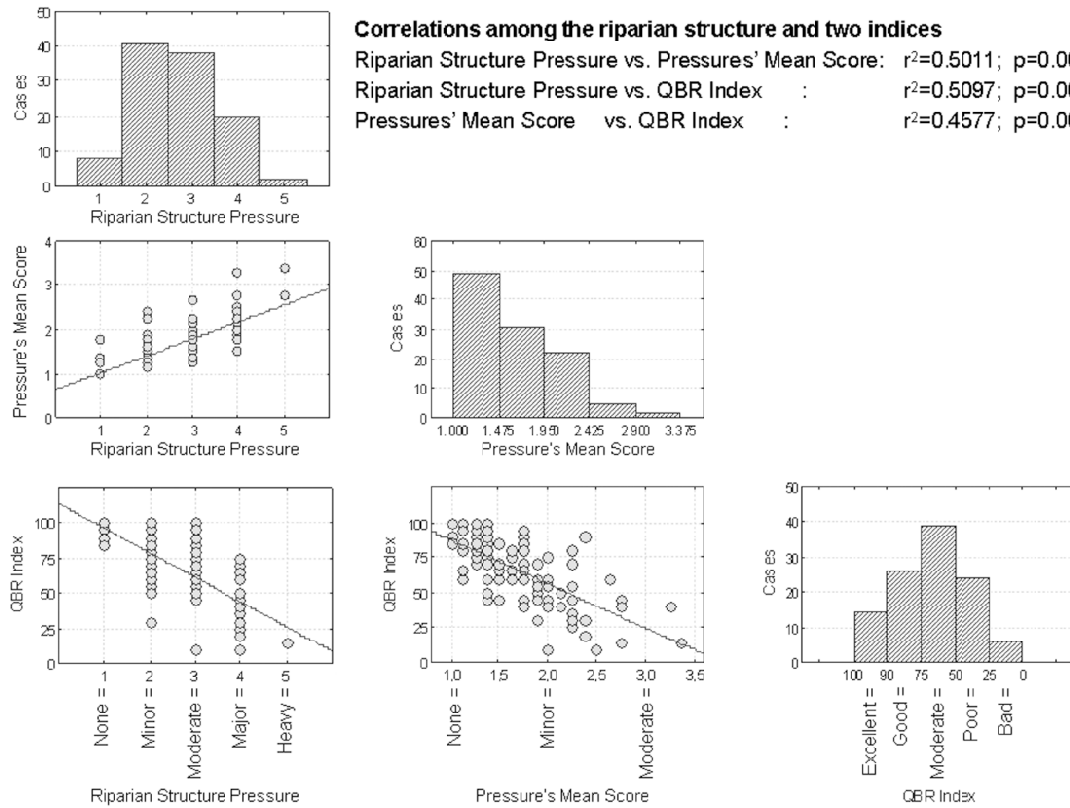 Correlations among the riparian structure and two indices
Riparian Structure Pressure vs. Pressures' Mean Score: r²=0.5011; p=0.00
Riparian Structure Pressure vs. QBR Index : r²=0.5097; p=0.00
Pressures' Mean Score vs. QBR Index : r²=0.4577; p=0.00
50
40
30
20
10
0
Cas es
1 2 3 4 5
Riparian Structure Pressure
4
3
2
1
0
Pressure's Mean Score
1 2 3 4 5
Riparian Structure Pressure
60
50
40
30
20
10
0
Cas es
1.000 1.475 1.950 2.425 2.900 3.375
Pressure's Mean Score
100
75
50
25
0
QBR Index
1 2 3 4 5
None = Minor = Moderate = Major = Heavy =
Riparian Structure Pressure
100
75
50
25
0
QBR Index
1,0 1,5 2,0 2,5 3,0 3,5
None = Minor = Moderate =
Pressure's Mean Score
50
40
30
20
10
0
Cas es
100 90 75 50 25 0
Excellent = Good = Moderate = Poor = Bad =
QBR Index